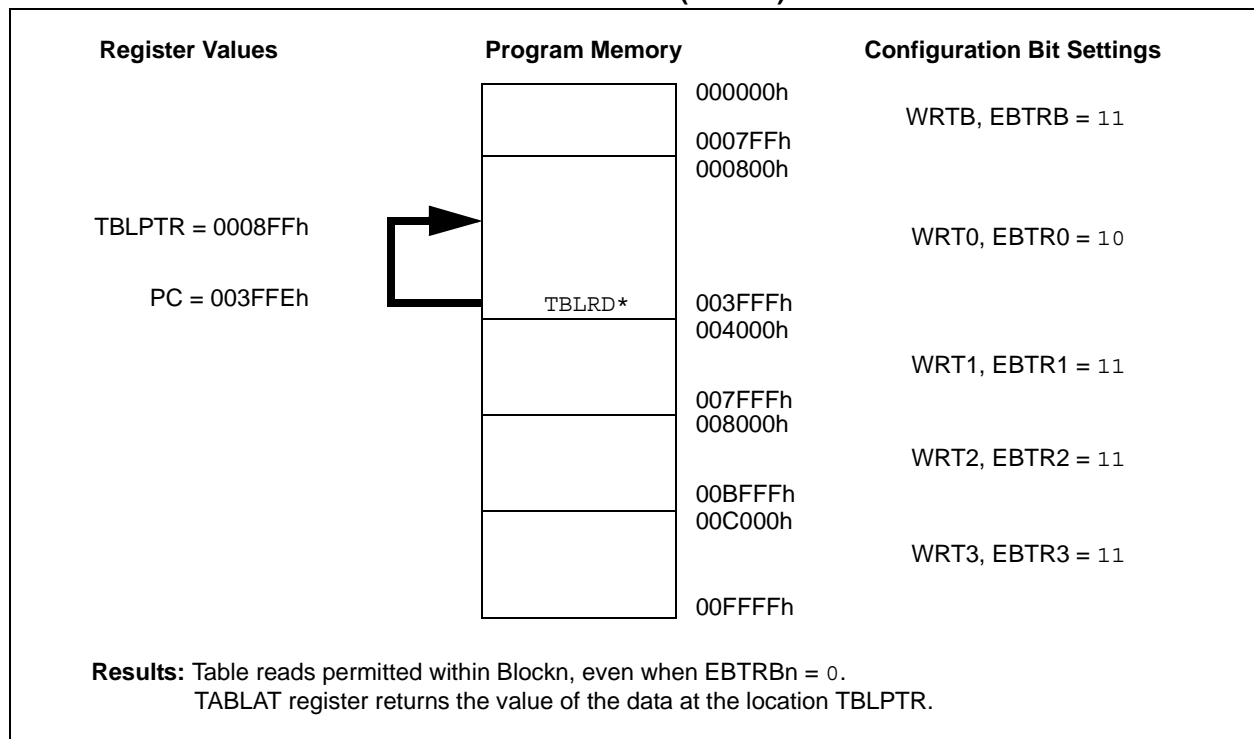 Register Values Program Memory Configuration Bit Settings
000000h
WRTB, EBTRB = 11
0007FFh
000800h
TBLPTR = 0008FFh
WRT0, EBTR0 = 10
PC = 003FFEh
TBLRD*
003FFFh
004000h
WRT1, EBTR1 = 11
007FFFh
008000h
WRT2, EBTR2 = 11
00BFFFh
00C000h
WRT3, EBTR3 = 11
00FFFFh
Results: Table reads permitted within Blockn, even when EBTRBn = 0.
TABLAT register returns the value of the data at the location TBLPTR.